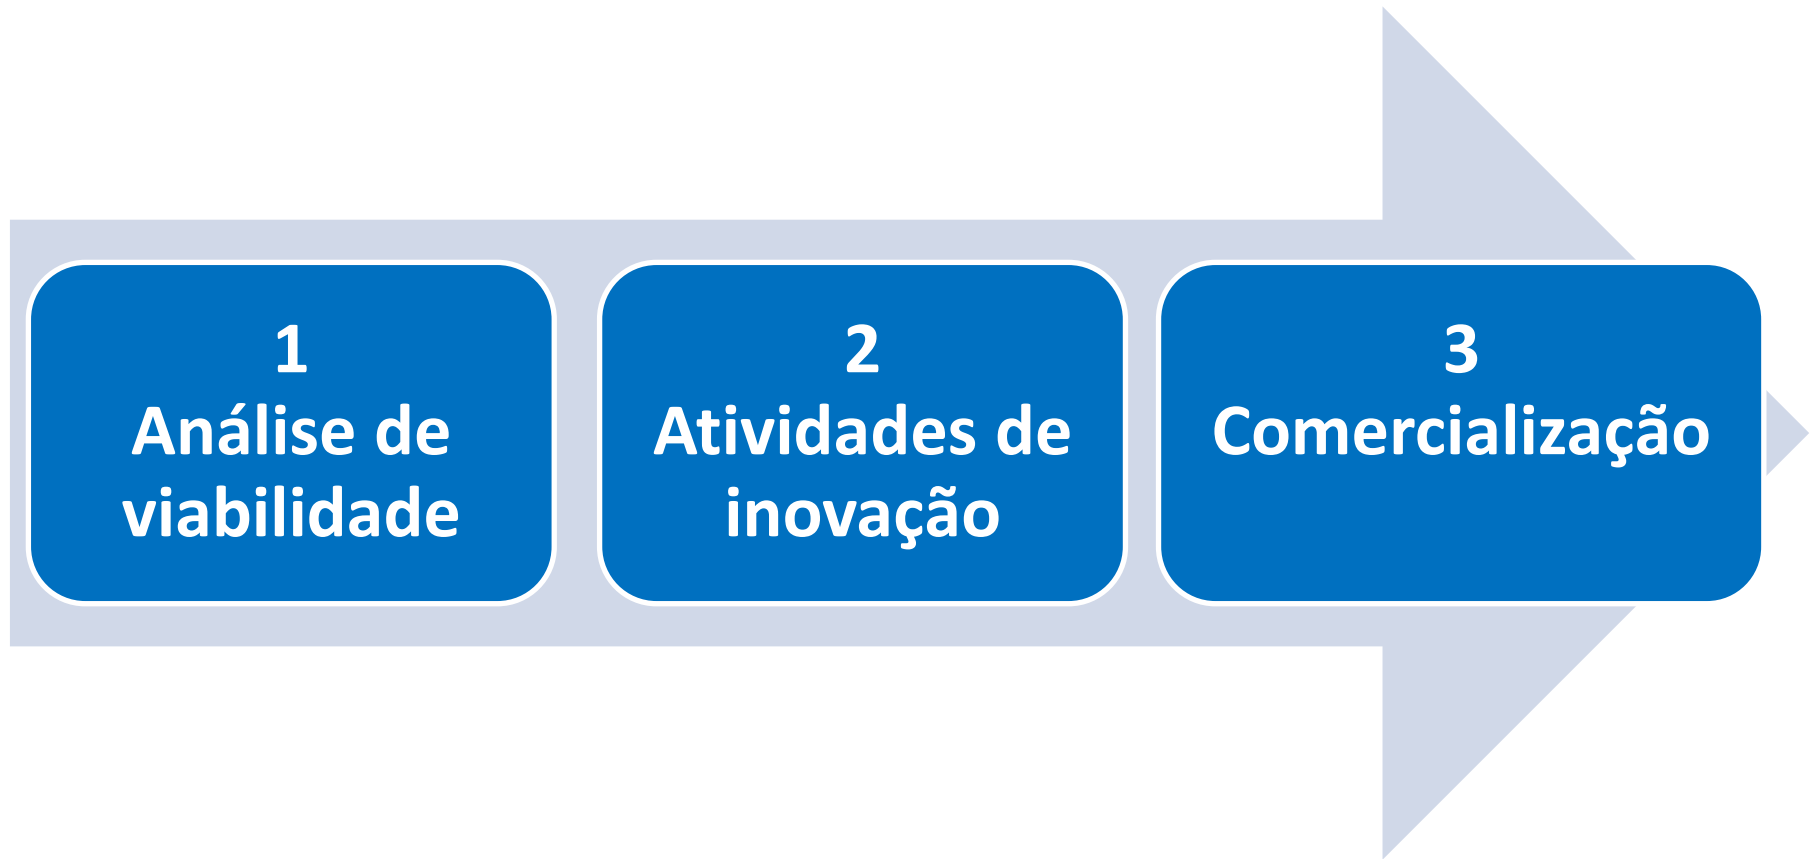 1
Análise de
viabilidade
2
Atividades de
inovação
3
Comercialização